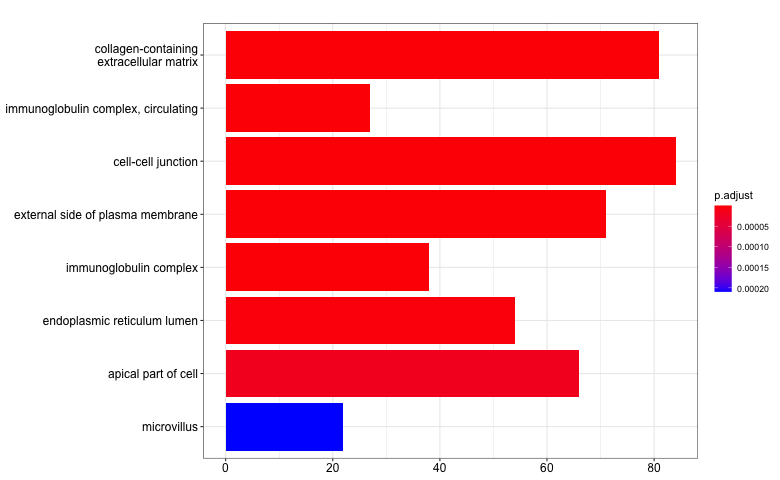 collagen-containing
extracellular matrix
immunoglobulin complex, circulating
cell-cell junction
external side of plasma membrane
immunoglobulin complex
endoplasmic reticulum lumen
apical part of cell
microvillus
0 20 40 60 80
p.adjust
0.00005
0.00010
0.00015
0.00020